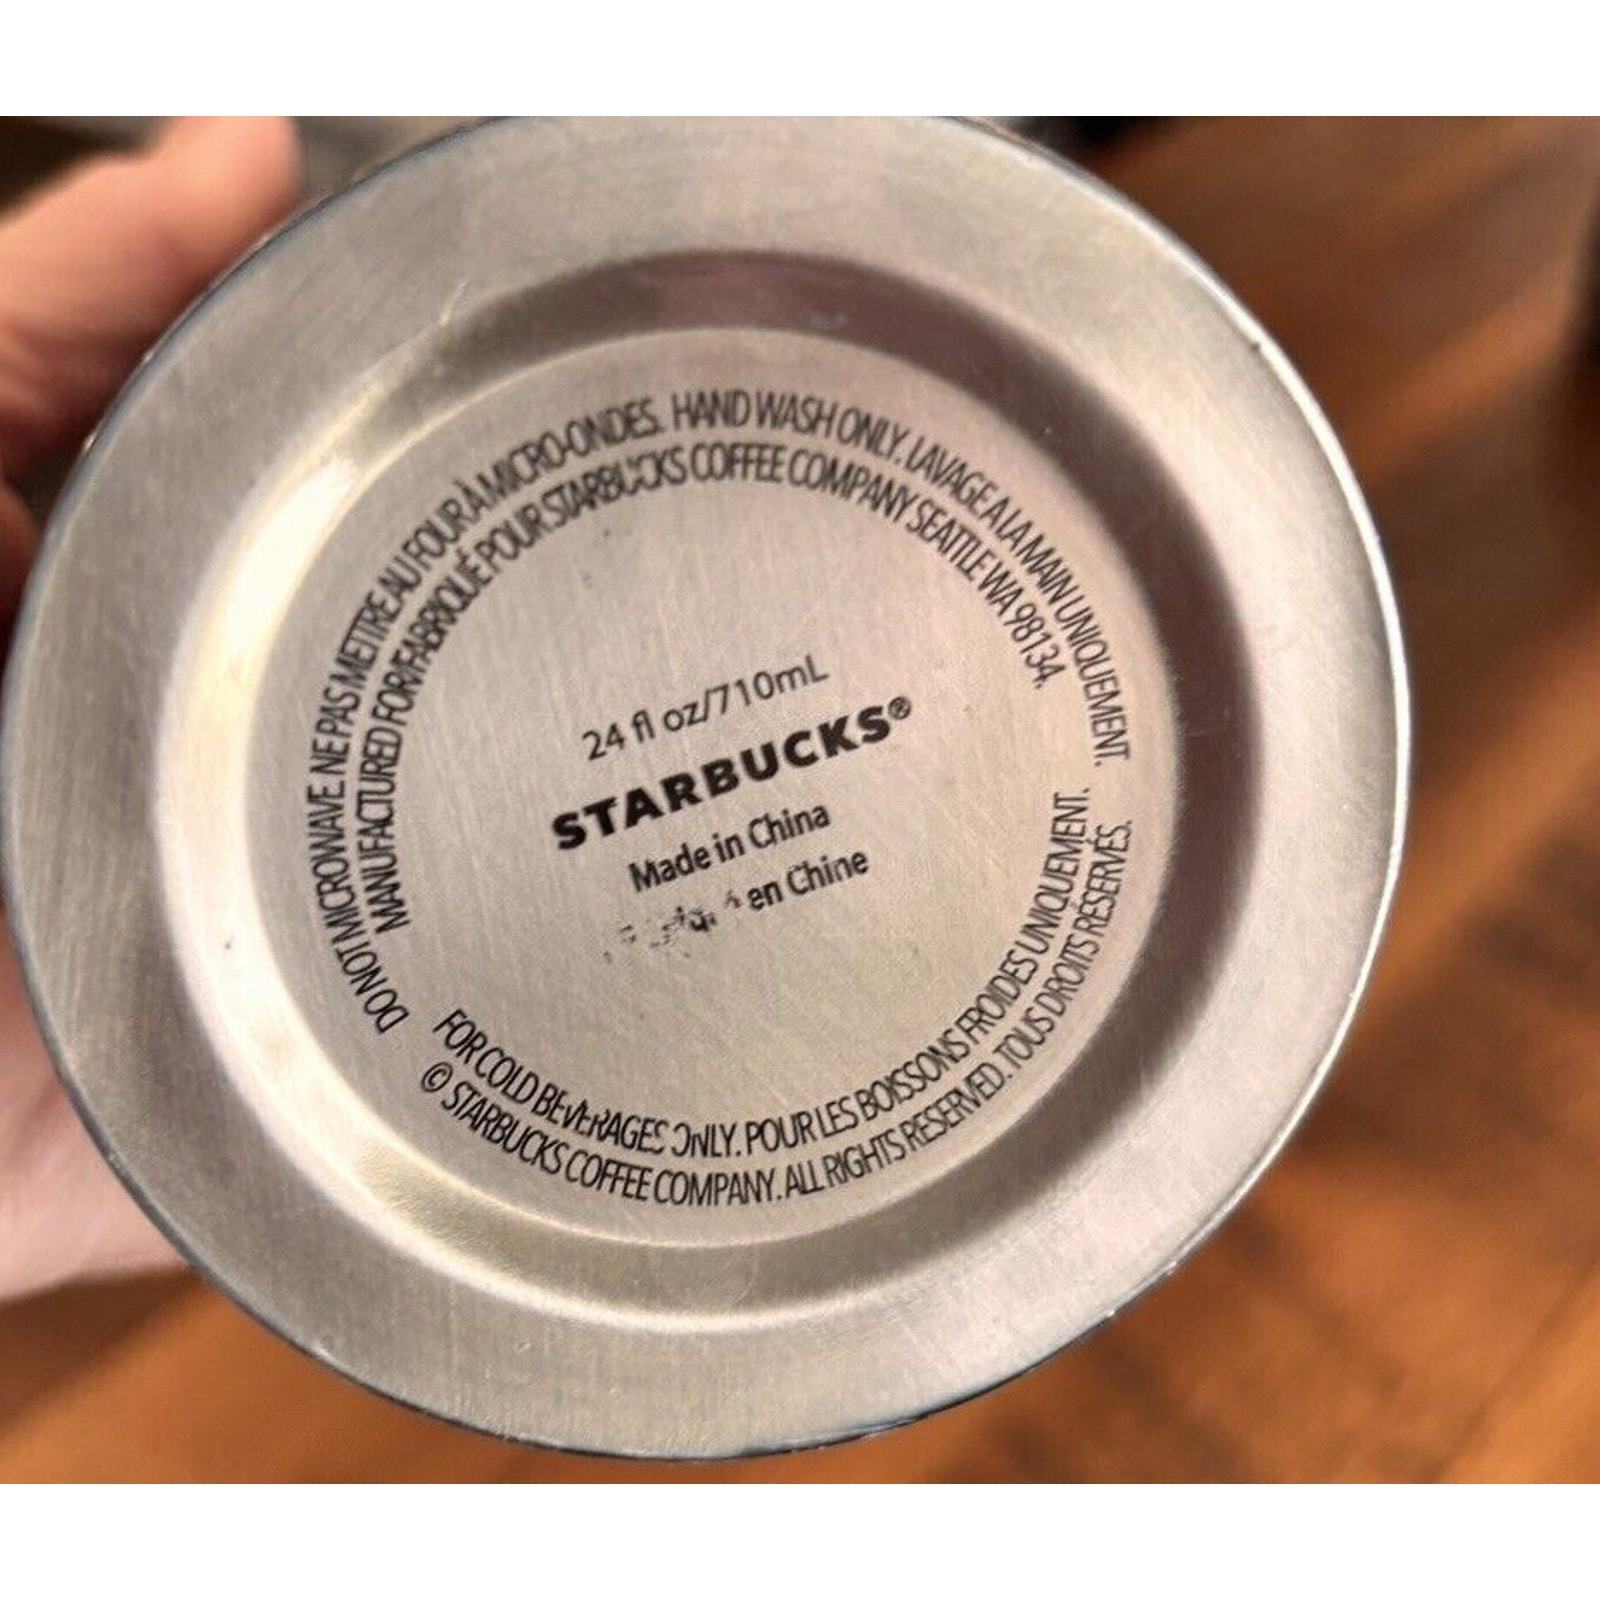 DO NOT MICROWAVE. NE PAS METTRE AU FOUR À MICRO-ONDES. HAND WASH ONLY. LAVAGE A LA MAIN UNIQUEMENT.
MANUFACTURED FOR/FABRIQUÉ POUR STARBUCKS COFFEE COMPANY SEATTLE WA 98134.
24 fl oz/710mL
STARBUCKS®
Made in China
en Chine
FOR COLD BEVERAGES ONLY. POUR LES BOISSONS FROIDES UNIQUEMENT.
© STARBUCKS COFFEE COMPANY. ALL RIGHTS RESERVED. TOUS DROITS RÉSERVÉS.